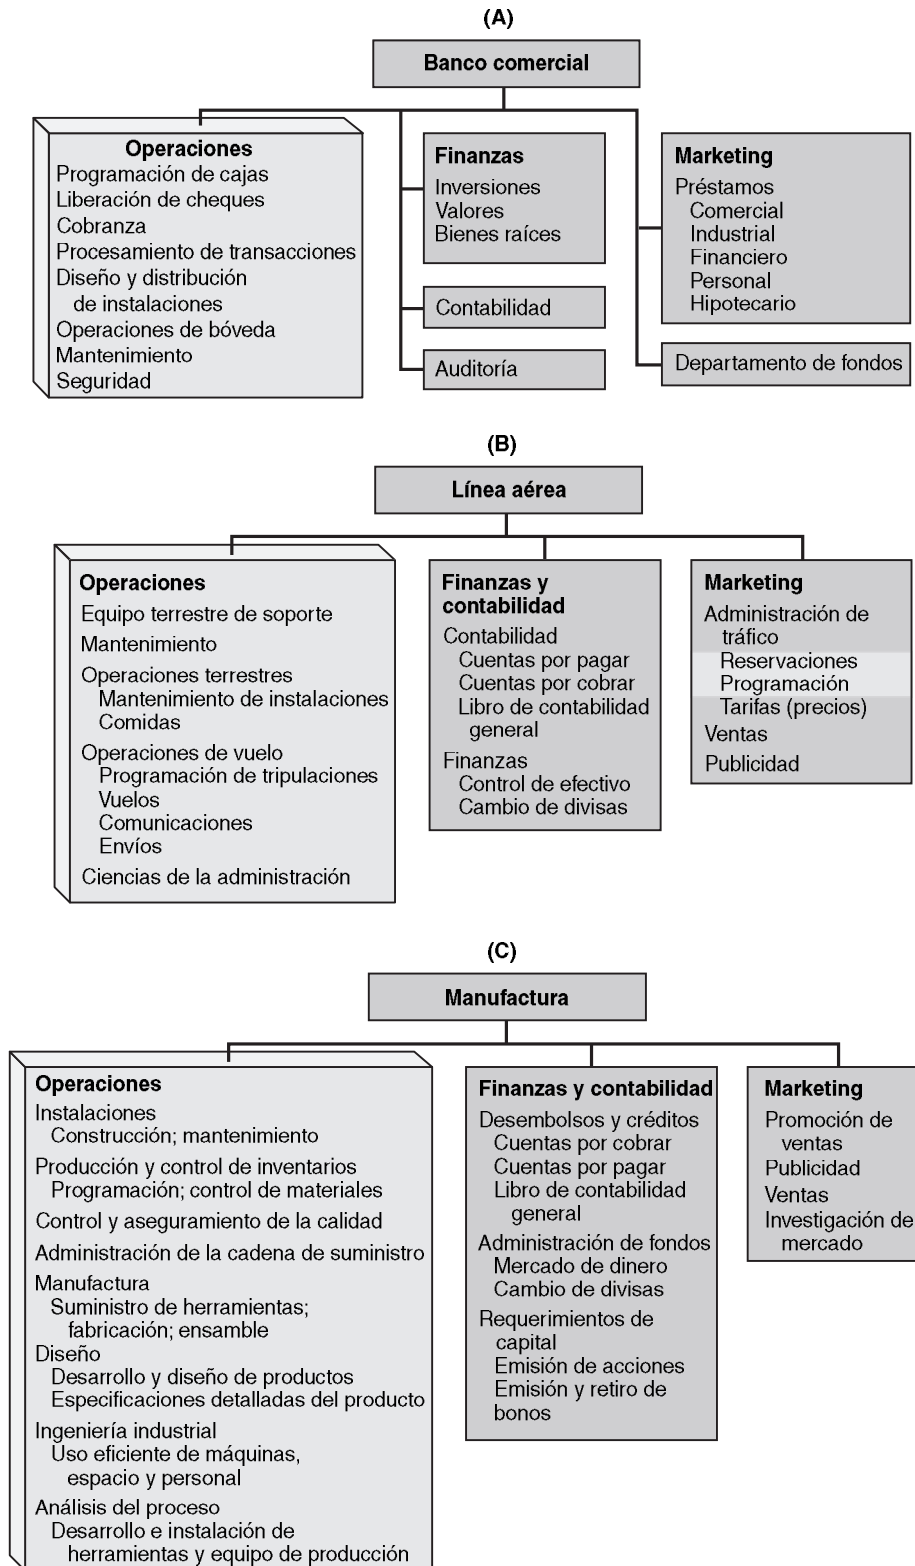 (A)
Banco comercial
Operaciones
Programación de cajas
Liberación de cheques
Cobranza
Procesamiento de transacciones
Diseño y distribución
de instalaciones
Operaciones de bóveda
Mantenimiento
Seguridad
Finanzas
Inversiones
Valores
Bienes raíces
Contabilidad
Auditoría
Marketing
Préstamos
Comercial
Industrial
Financiero
Personal
Hipotecario
Departamento de fondos
(B)
Línea aérea
Operaciones
Equipo terrestre de soporte
Mantenimiento
Operaciones terrestres
Mantenimiento de instalaciones
Comidas
Operaciones de vuelo
Programación de tripulaciones
Vuelos
Comunicaciones
Envíos
Ciencias de la administración
Finanzas y
contabilidad
Contabilidad
Cuentas por pagar
Cuentas por cobrar
Libro de contabilidad
general
Finanzas
Control de efectivo
Cambio de divisas
Marketing
Administración de
tráfico
Reservaciones
Programación
Tarifas (precios)
Ventas
Publicidad
(C)
Manufactura
Operaciones
Instalaciones
Construcción; mantenimiento
Producción y control de inventarios
Programación; control de materiales
Control y aseguramiento de la calidad
Administración de la cadena de suministro
Manufactura
Suministro de herramientas;
fabricación; ensamble
Diseño
Desarrollo y diseño de productos
Especificaciones detalladas del producto
Ingeniería industrial
Uso eficiente de máquinas,
espacio y personal
Análisis del proceso
Desarrollo e instalación de
herramientas y equipo de producción
Finanzas y contabilidad
Desembolsos y créditos
Cuentas por cobrar
Cuentas por pagar
Libro de contabilidad
general
Administración de fondos
Mercado de dinero
Cambio de divisas
Requerimientos de
capital
Emisión de acciones
Emisión y retiro de
bonos
Marketing
Promoción de
ventas
Publicidad
Ventas
Investigación de
mercado